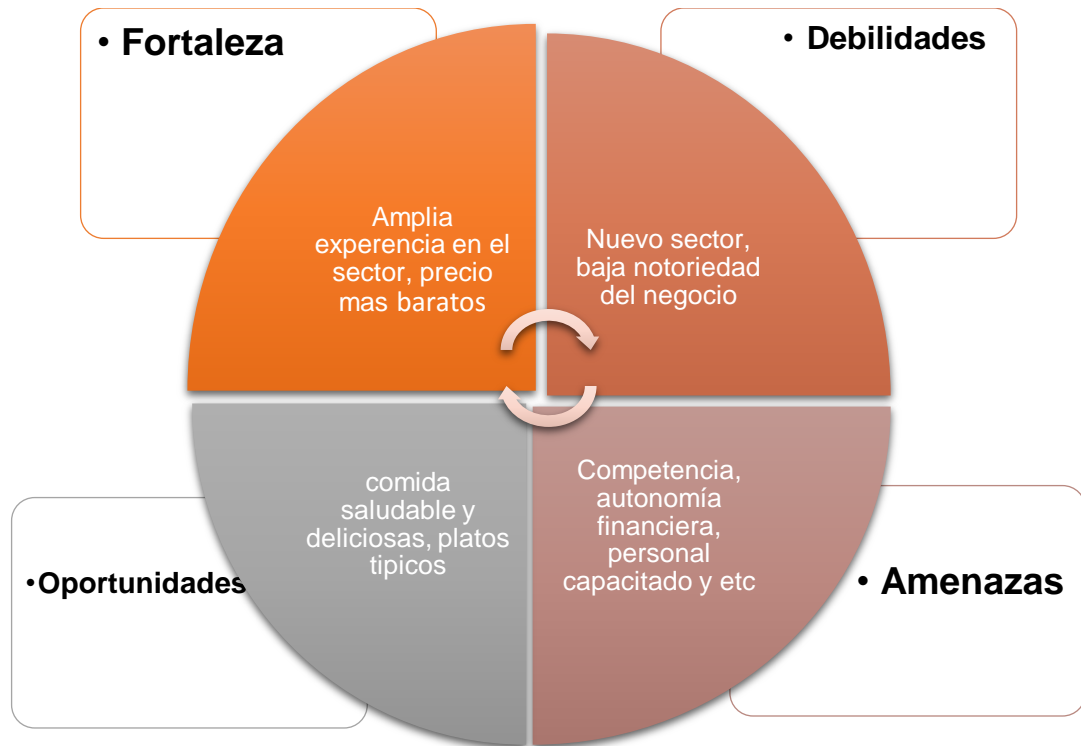 • Fortaleza
• Debilidades
Amplia
experencia en el
sector, precio
mas baratos
Nuevo sector,
baja notoriedad
del negocio
comida
saludable y
deliciosas, platos
tipicos
Competencia,
autonomía
financiera,
personal
capacitado y etc
•Oportunidades
• Amenazas